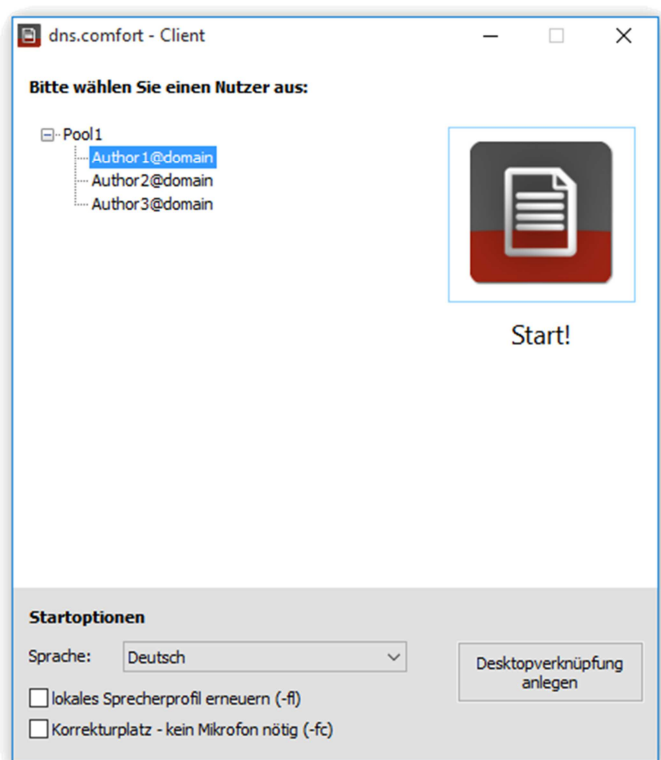 dns.comfort - Client
Bitte wählen Sie einen Nutzer aus:
Pool1
Author1@domain
Author2@domain
Author3@domain
Start!
Startoptionen
Sprache: Deutsch
Desktopverknüpfung
anlegen
lokales Sprecherprofil erneuern (-fl)
Korrekturplatz - kein Mikrofon nötig (-fc)